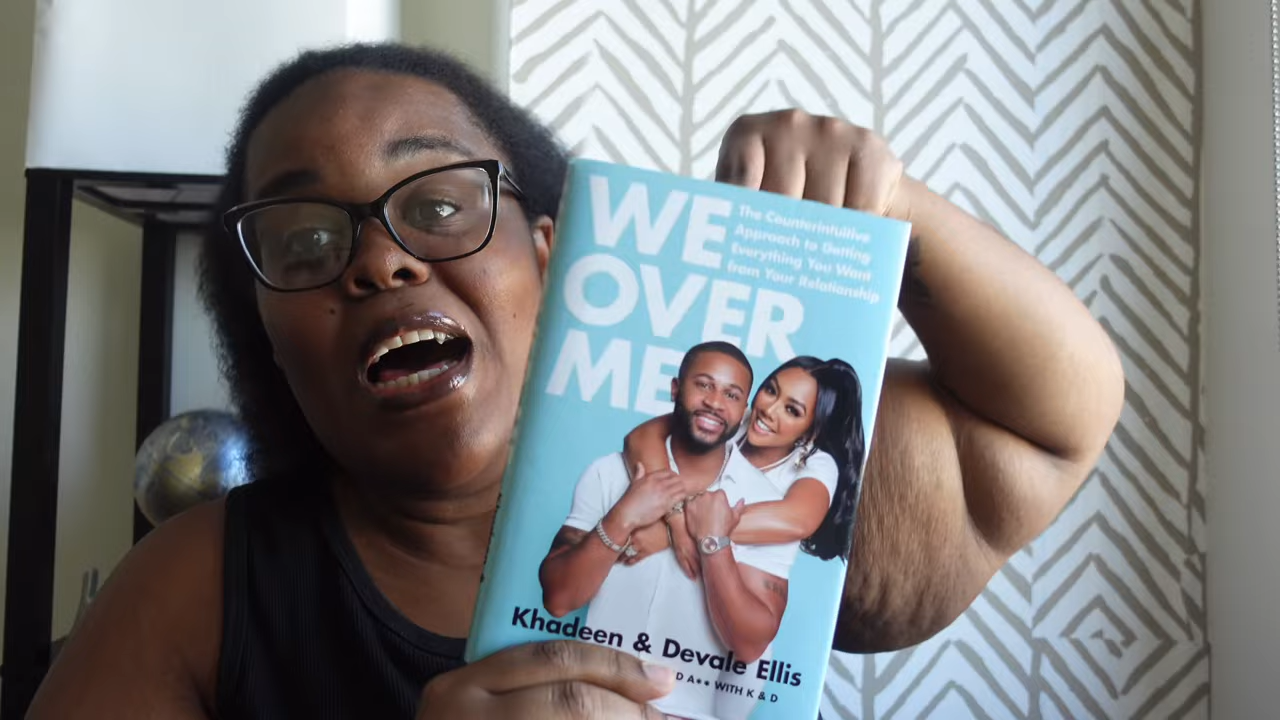 WE
The Counterintuitive
Approach to Getting
Everything You Want
from Your Relationship
OVER
ME
Khadeen & Devale Ellis
D A** WITH K & D